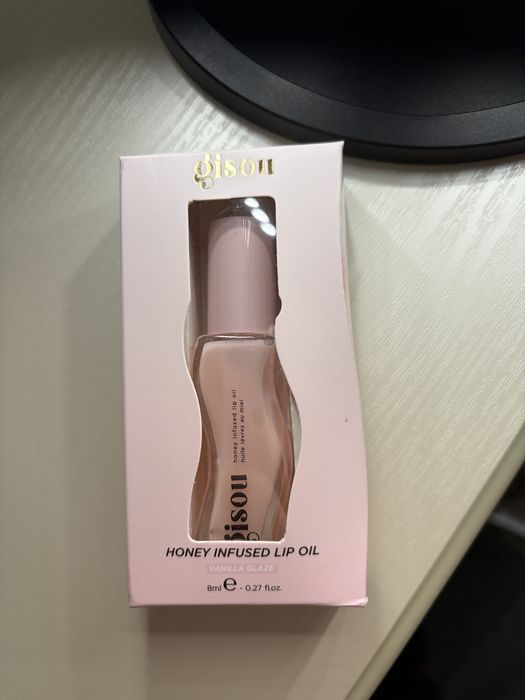 gisou
honey infused lip oil
huile lèvres au miel
gisou
HONEY INFUSED LIP OIL
VANILLA GLAZE
8ml e - 0.27 fl.oz.